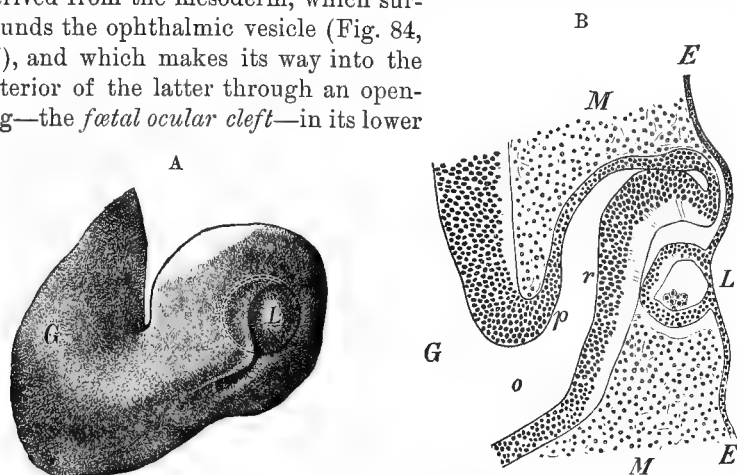 rived from the mesoderm, which sur-
unds the ophthalmic vesicle (Fig. 84,
), and which makes its way into the
terior of the latter through an open-
g—the fœtal ocular cleft—in its lower
A
G
L
B
E
M
r
p
L
G
o
M
E